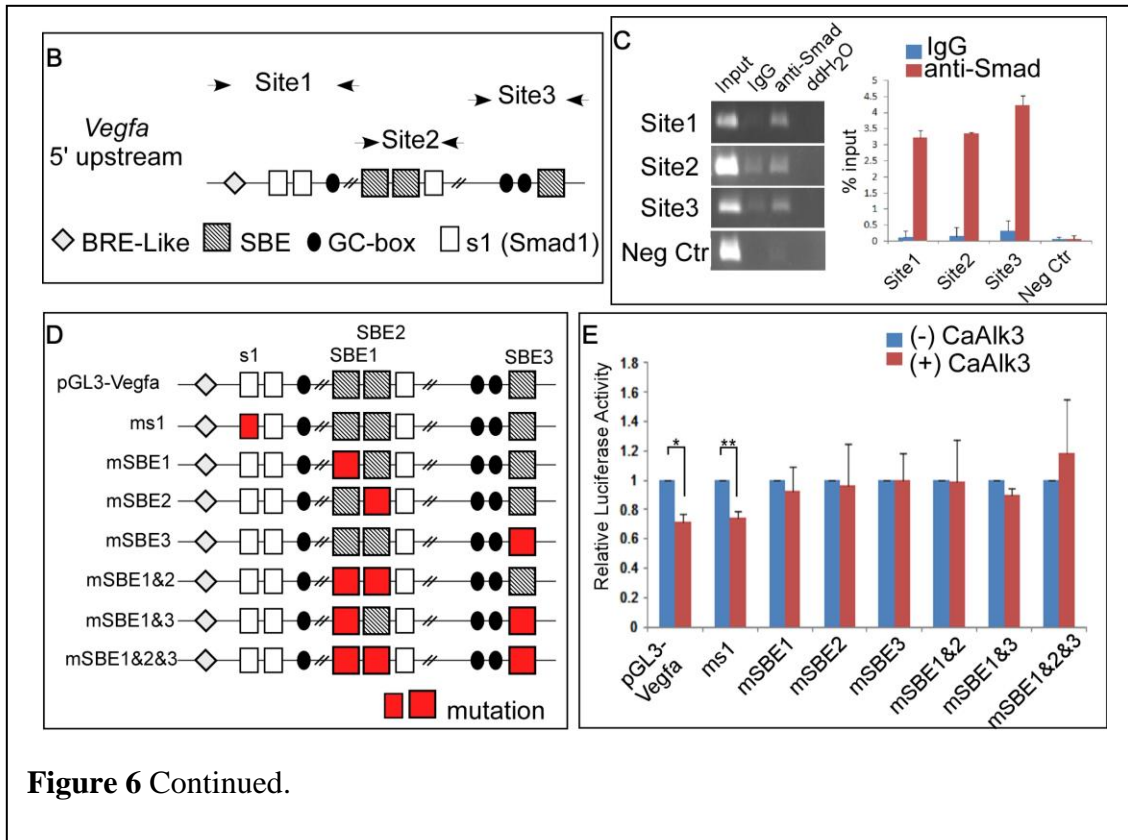 B
Site1
Site3
Vegfa
5' upstream
Site2
BRE-Like SBE GC-box s1 (Smad1)
C
Input IgG anti-Smad ddH2O
Site1
Site2
Site3
Neg Ctr
IgG
anti-Smad
% input
5
4.5
4
3.5
3
2.5
2
1.5
1
0.5
0
Site1 Site2 Site3 Neg Ctr
D
SBE2
s1 SBE1 SBE3
pGL3-Vegfa
ms1
mSBE1
mSBE2
mSBE3
mSBE1&2
mSBE1&3
mSBE1&2&3
mutation
E
(-) CaAlk3
(+) CaAlk3
Relative Luciferase Activity
1.8
1.6
1.4
1.2
1
0.8
0.6
0.4
0.2
0
* **
pGL3-
Vegfa
ms1
mSBE1
mSBE2
mSBE3
mSBE1&2
mSBE1&3
mSBE1&2&3
Figure 6 Continued.